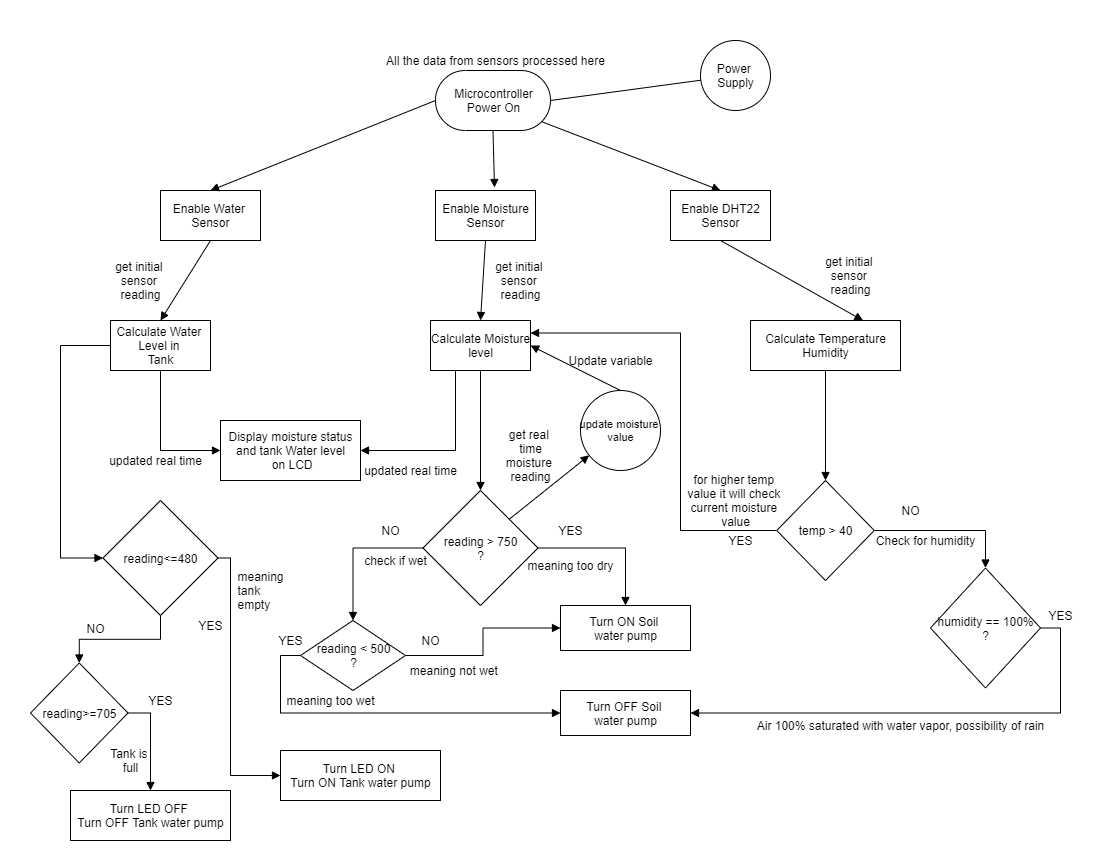 All the data from sensors processed here
Microcontroller
Power On
Power
Supply
Enable Water
Sensor
Enable Moisture
Sensor
Enable DHT22
Sensor
get initial
sensor
reading
get initial
sensor
reading
get initial
sensor
reading
Calculate Water
Level in
Tank
Calculate Moisture
level
Calculate Temperature
Humidity
Update variable
update moisture
value
Display moisture status
and tank Water level
on LCD
updated real time
updated real time
get real
time
moisture
reading
for higher temp
value it will check
current moisture
value
YES
temp > 40
NO
Check for humidity
reading<=480
meaning
tank
empty
YES
NO
reading > 750
?
NO
check if wet
YES
meaning too dry
humidity == 100%
?
YES
Turn ON Soil
water pump
reading < 500
?
YES
meaning too wet
NO
meaning not wet
Turn OFF Soil
water pump
Air 100% saturated with water vapor, possibility of rain
reading>=705
YES
Tank is
full
Turn LED ON
Turn ON Tank water pump
Turn LED OFF
Turn OFF Tank water pump